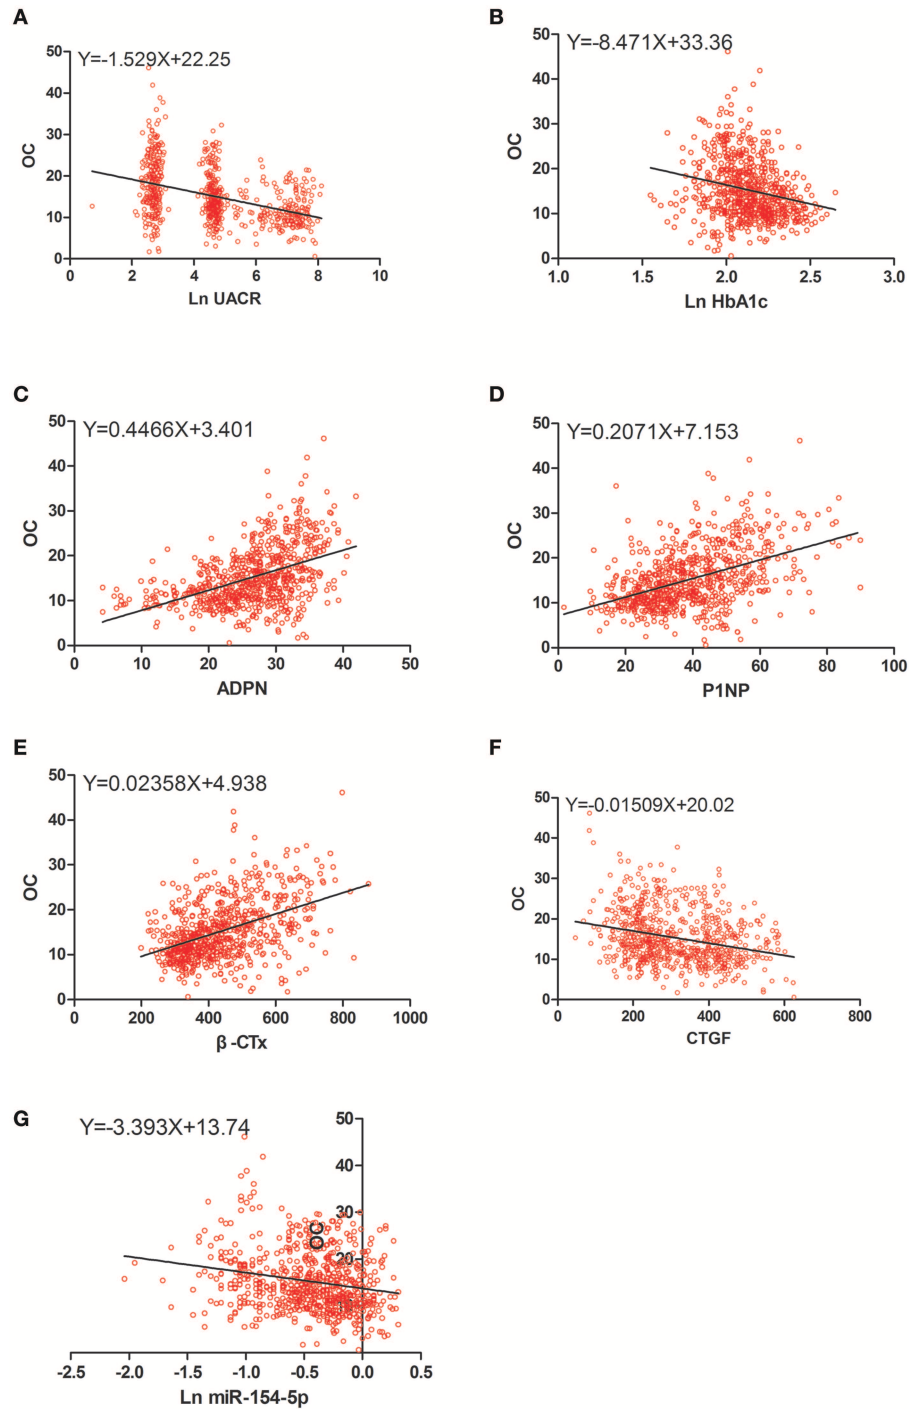 A
Y=-1.529X+22.25
50
40
30
20
10
0
OC
0 2 4 6 8 10
Ln UACR
B
Y=-8.471X+33.36
50
40
30
20
10
0
OC
1.0 1.5 2.0 2.5 3.0
Ln HbA1c
C
Y=0.4466X+3.401
50
40
30
20
10
0
OC
0 10 20 30 40 50
ADPN
D
Y=0.2071X+7.153
50
40
30
20
10
0
OC
0 20 40 60 80 100
P1NP
E
Y=0.02358X+4.938
50
40
30
20
10
0
OC
0 200 400 600 800 1000
β -CTx
F
Y=-0.01509X+20.02
50
40
30
20
10
0
OC
0 200 400 600 800
CTGF
G
Y=-3.393X+13.74
50
40
30
20
10
OC
-2.5 -2.0 -1.5 -1.0 -0.5 0.0 0.5
Ln miR-154-5p